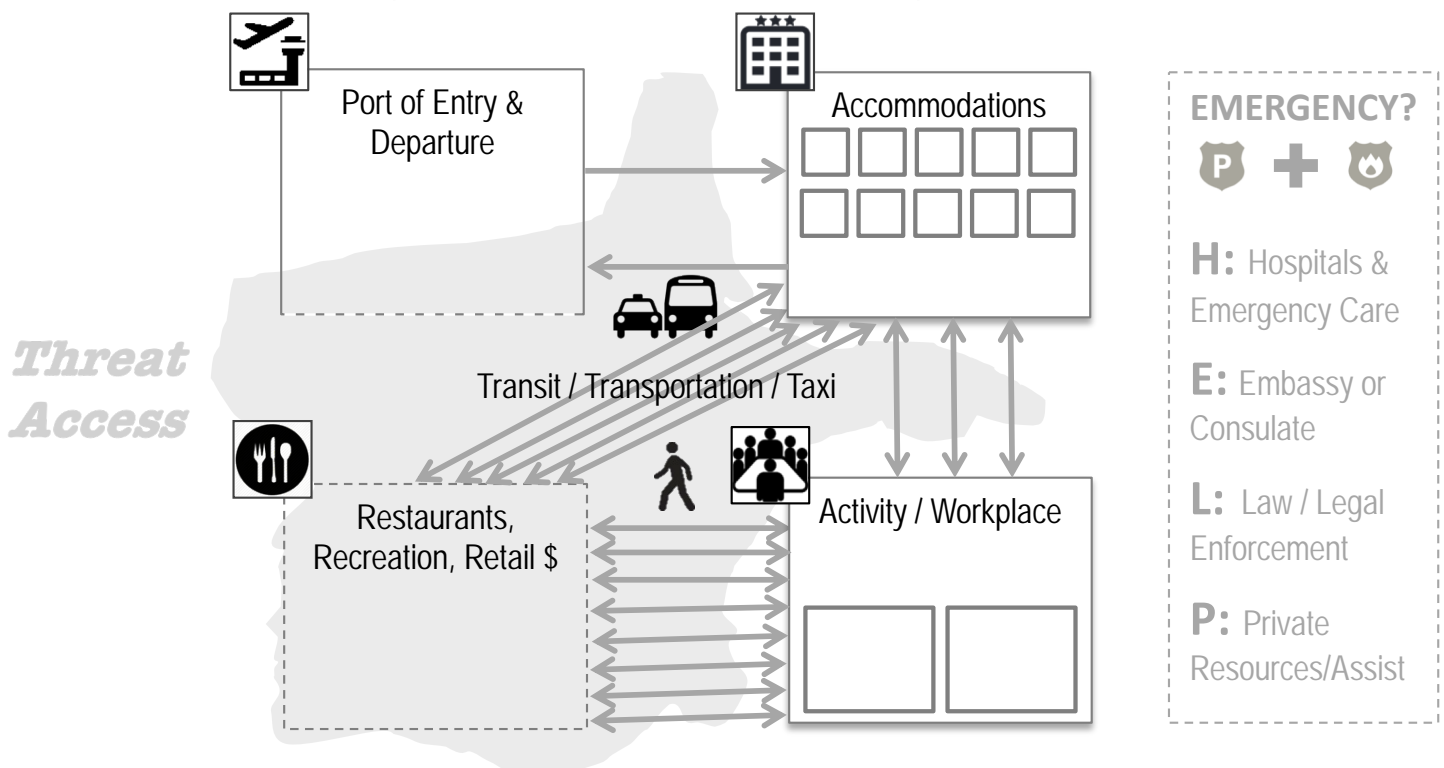 Port of Entry &
Departure
Accommodations
Threat
Access
Transit / Transportation / Taxi
Restaurants,
Recreation, Retail $
Activity / Workplace
EMERGENCY?
P
H: Hospitals &
Emergency Care
E: Embassy or
Consulate
L: Law / Legal
Enforcement
P: Private
Resources/Assist